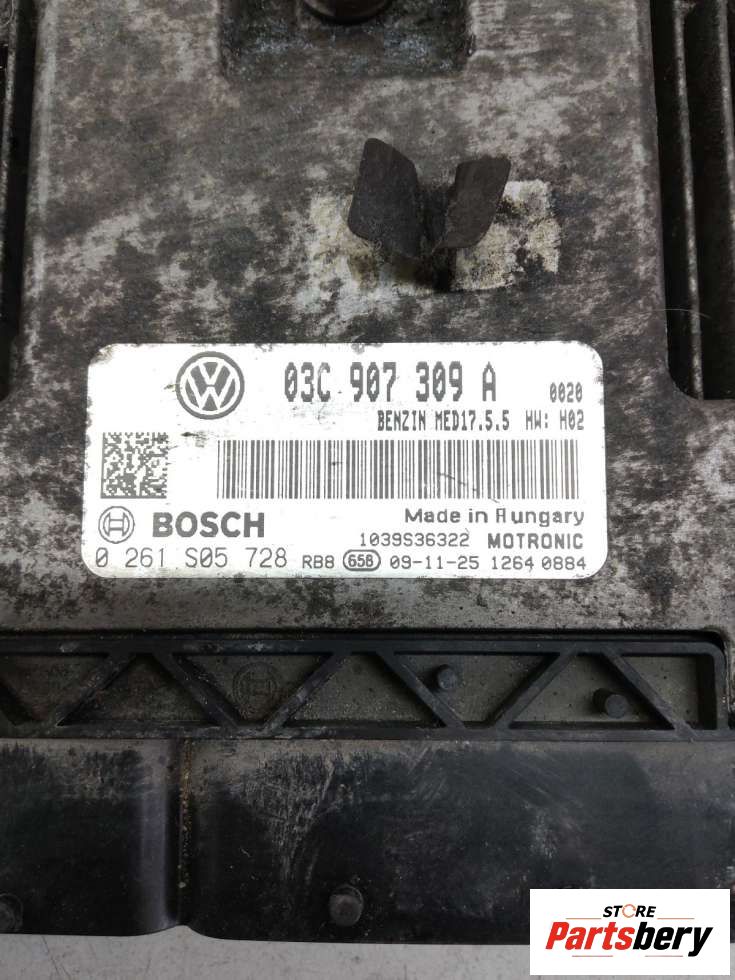 03C 907 309 A 0020
BENZIN MED17.5.5 HW: H02
BOSCH
Made in Hungary
1039S36322 MOTRONIC
0 261 S05 728 RB8 658 09-11-25 1264 0884
STORE
Partsbery